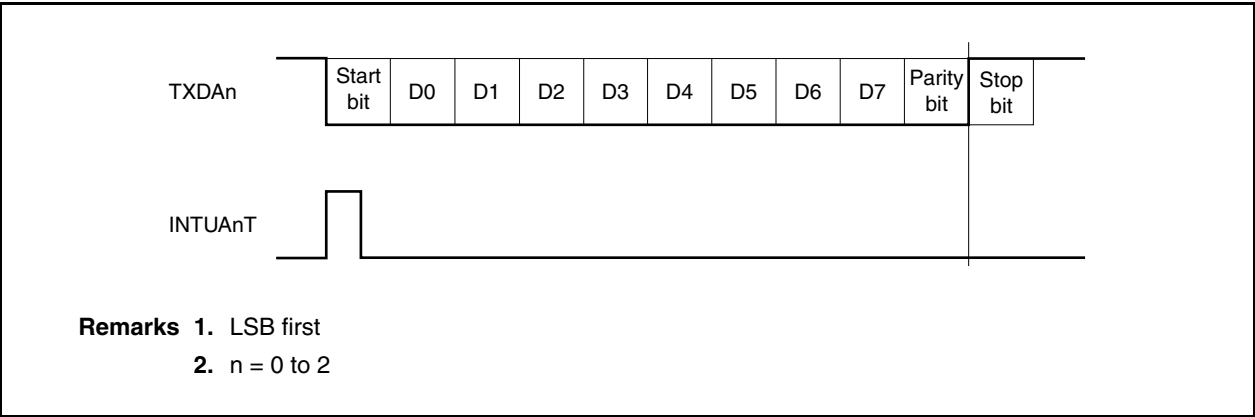 TXDAn
Start bit D0 D1 D2 D3 D4 D5 D6 D7 Parity bit Stop bit
INTUAnT
Remarks 1. LSB first
2. n = 0 to 2